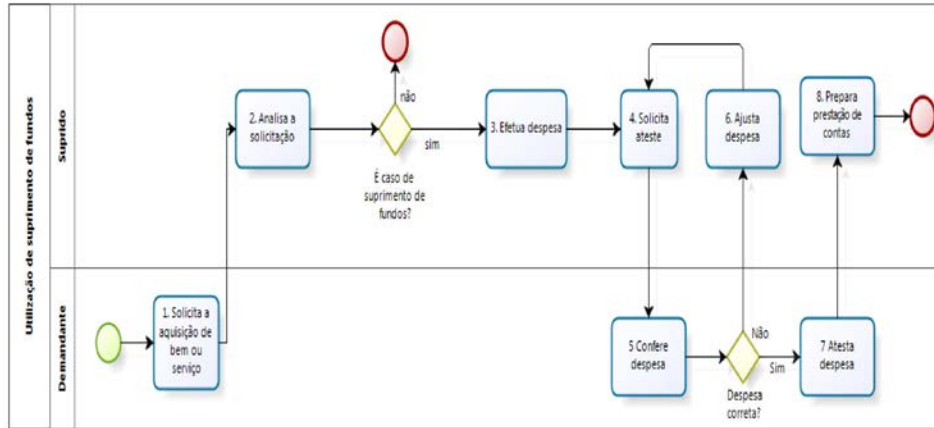 Utilização de suprimento de fundos
Suprido
2. Analisa a
solicitação
não
sim
É caso de
suprimento de
fundos?
3. Efetua despesa
4. Solicita
ateste
6. Ajusta
despesa
8. Prepara
prestação de
contas
Demandante
1. Solicita a
aquisição de
bem ou
serviço
5 Confere
despesa
Não
Sim
Despesa
correta?
7 Atesta
despesa